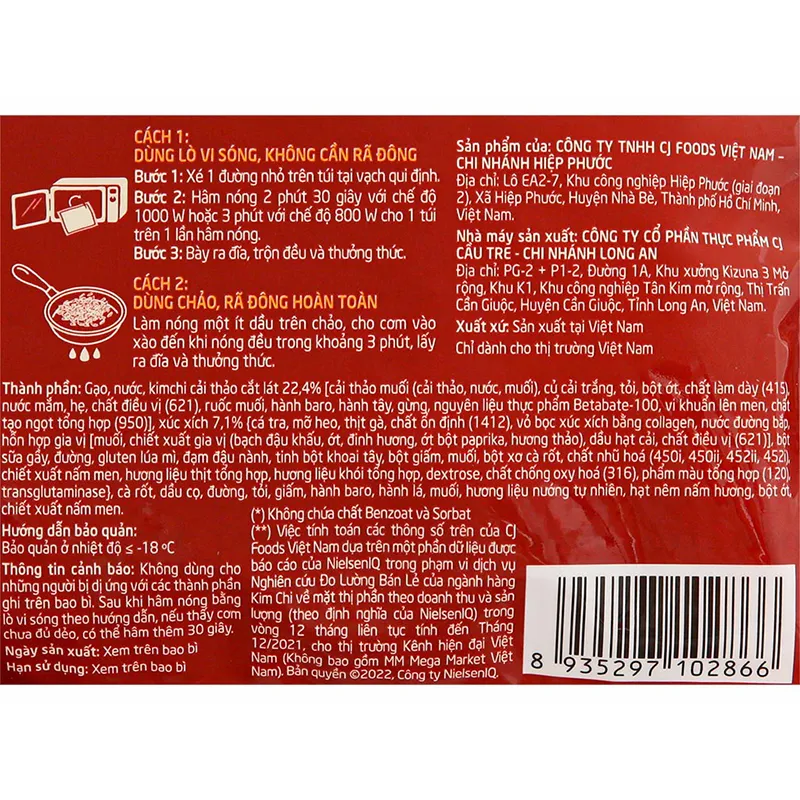 CÁCH 1:
DÙNG LÒ VI SÓNG, KHÔNG CẦN RÃ ĐÔNG
Bước 1: Xé 1 đường nhỏ trên túi tại vạch qui định.
Bước 2: Hâm nóng 2 phút 30 giây với chế độ
1000 W hoặc 3 phút với chế độ 800 W cho 1 túi
trên 1 lần hâm nóng.
Bước 3: Bày ra đĩa, trộn đều và thưởng thức.
CÁCH 2:
DÙNG CHẢO, RÃ ĐÔNG HOÀN TOÀN
Làm nóng một ít dầu trên chảo, cho cơm vào
xào đến khi nóng đều trong khoảng 3 phút, lấy
ra đĩa và thưởng thức.
Sản phẩm của: CÔNG TY TNHH CJ FOODS VIỆT NAM –
CHI NHÁNH HIỆP PHƯỚC
Địa chỉ: Lô EA2-7, Khu công nghiệp Hiệp Phước (giai đoạn
2), Xã Hiệp Phước, Huyện Nhà Bè, Thành phố Hồ Chí Minh,
Việt Nam.
Nhà máy sản xuất: CÔNG TY CỔ PHẦN THỰC PHẨM CJ
CẦU TRE - CHI NHÁNH LONG AN
Địa chỉ: PG-2 + P1-2, Đường 1A, Khu xưởng Kizuna 3 Mở
rộng, Khu K1, Khu công nghiệp Tân Kim mở rộng, Thị Trấn
Cần Giuộc, Huyện Cần Giuộc, Tỉnh Long An, Việt Nam.
Xuất xứ: Sản xuất tại Việt Nam
Chỉ dành cho thị trường Việt Nam
Thành phần: Gạo, nước, kimchi cải thảo cắt lát 22,4% [cải thảo muối (cải thảo, nước, muối), củ cải trắng, tỏi, bột ớt, chất làm dày (415),
nước mắm, hẹ, chất điều vị (621), ruốc muối, hành baro, hành tây, gừng, nguyên liệu thực phẩm Betabate-100, vi khuẩn lên men, chất
tạo ngọt tổng hợp (950)], xúc xích 7,1% {cá tra, mỡ heo, thịt gà, chất ổn định (1412), vỏ bọc xúc xích bằng collagen, nước đường bắp,
hỗn hợp gia vị [muối, chiết xuất gia vị (bạch đậu khấu, ớt, đinh hương, ớt bột paprika, hương thảo), dầu hạt cải, chất điều vị (621)], bột
sữa gầy, đường, gluten lúa mì, đạm đậu nành, tinh bột khoai tây, bột giấm, muối, bột xơ cà rốt, chất nhũ hoá (450i, 450ii, 452ii, 452i),
chiết xuất nấm men, hương liệu thịt tổng hợp, hương liệu khói tổng hợp, dextrose, chất chống oxy hoá (316), phẩm màu tổng hợp (120),
transglutaminase}, cà rốt, dầu cọ, đường, tỏi, giấm, hành baro, hành lá, muối, hương liệu nướng tự nhiên, hạt nêm nấm hương, bột ớt,
chiết xuất nấm men.
Hướng dẫn bảo quản:
Bảo quản ở nhiệt độ ≤ -18 ºC
Thông tin cảnh báo: Không dùng cho
những người bị dị ứng với các thành phần
ghi trên bao bì. Sau khi hâm nóng bằng
lò vi sóng theo hướng dẫn, nếu thấy cơm
chưa đủ dẻo, có thể hâm thêm 30 giây.
Ngày sản xuất: Xem trên bao bì
Hạn sử dụng: Xem trên bao bì
(*) Không chứa chất Benzoat và Sorbat
(**) Việc tính toán các thông số trên của CJ
Foods Việt Nam dựa trên một phần dữ liệu được
báo cáo của NielsenIQ trong phạm vi dịch vụ
Nghiên cứu Đo Lường Bán Lẻ của ngành hàng
Kim Chi về mặt thị phần theo doanh thu và sản
lượng (theo định nghĩa của NielsenIQ) trong
vòng 12 tháng liên tục tính đến Tháng
12/2021, cho thị trường Kênh hiện đại Việt
Nam (Không bao gồm MM Mega Market Việt
Nam). Bản quyền ©2022, Công ty NielsenIQ.
8 935297 102866